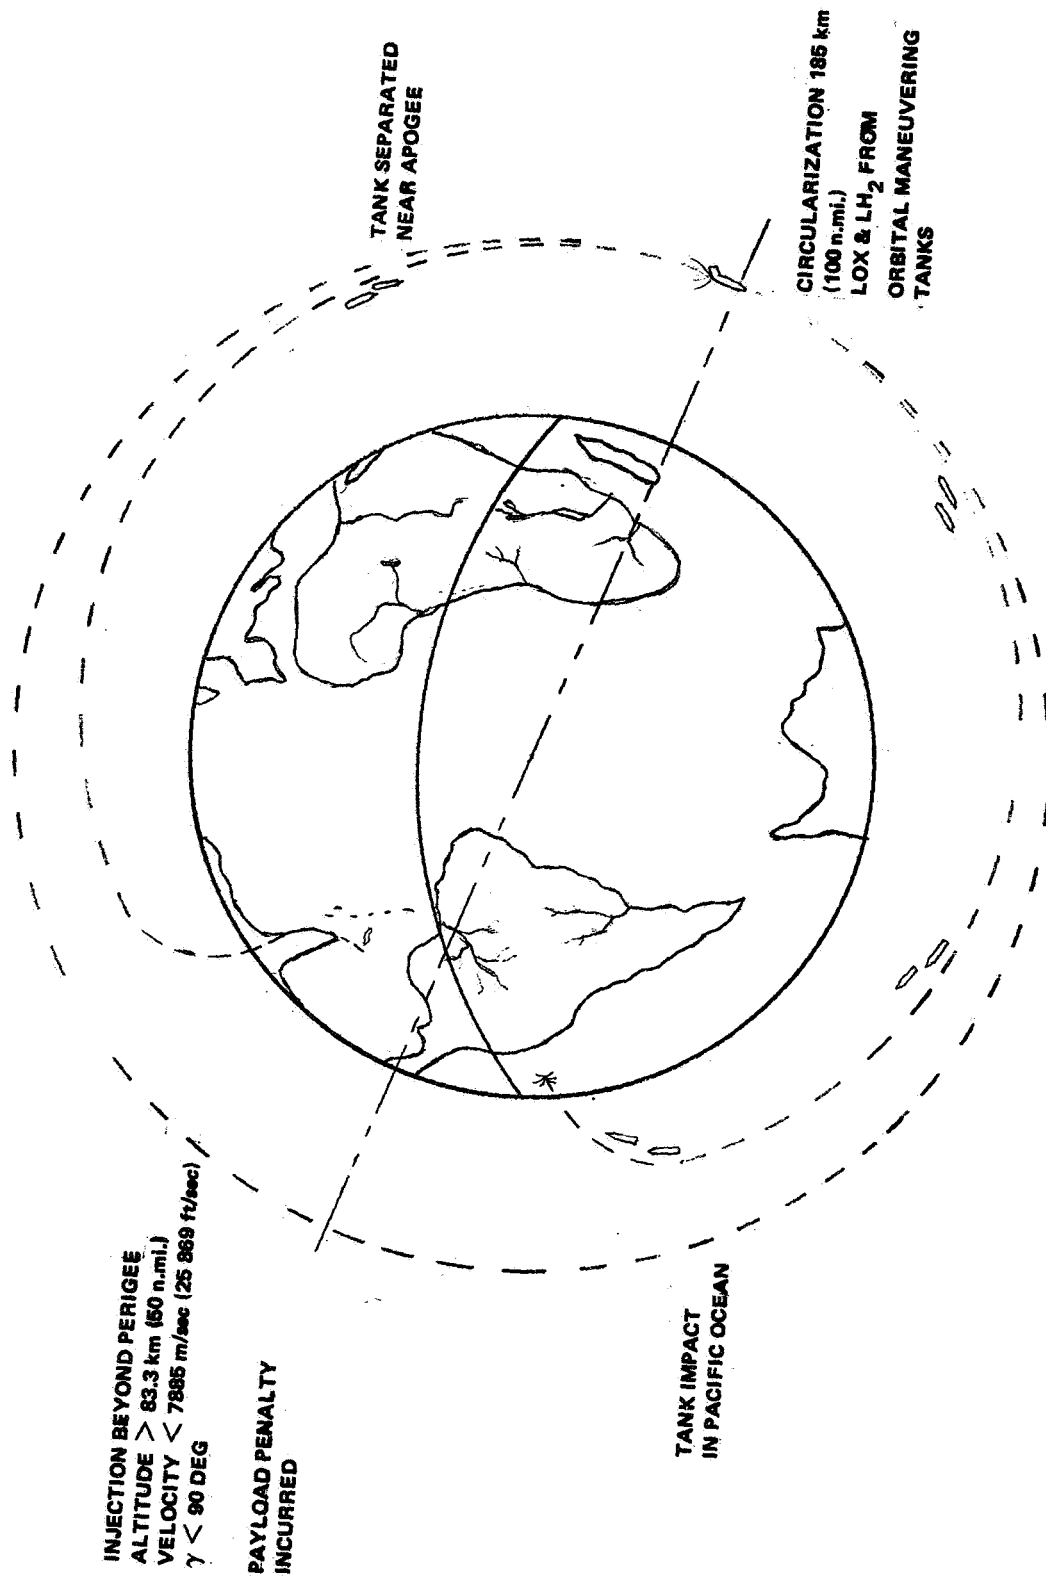 INJECTION BEYOND PERIGEE
ALTITUDE > 83.3 km (50 n.mi.)
VELOCITY < 7885 m/sec (25 869 ft/sec)
γ < 90 DEG
PAYLOAD PENALTY
INCURRED
TANK SEPARATED
NEAR APOGEE
TANK IMPACT
IN PACIFIC OCEAN
CIRCULARIZATION 185 km
(100 n.mi.)
LOX & LH2 FROM
ORBITAL MANEUVERING
TANKS